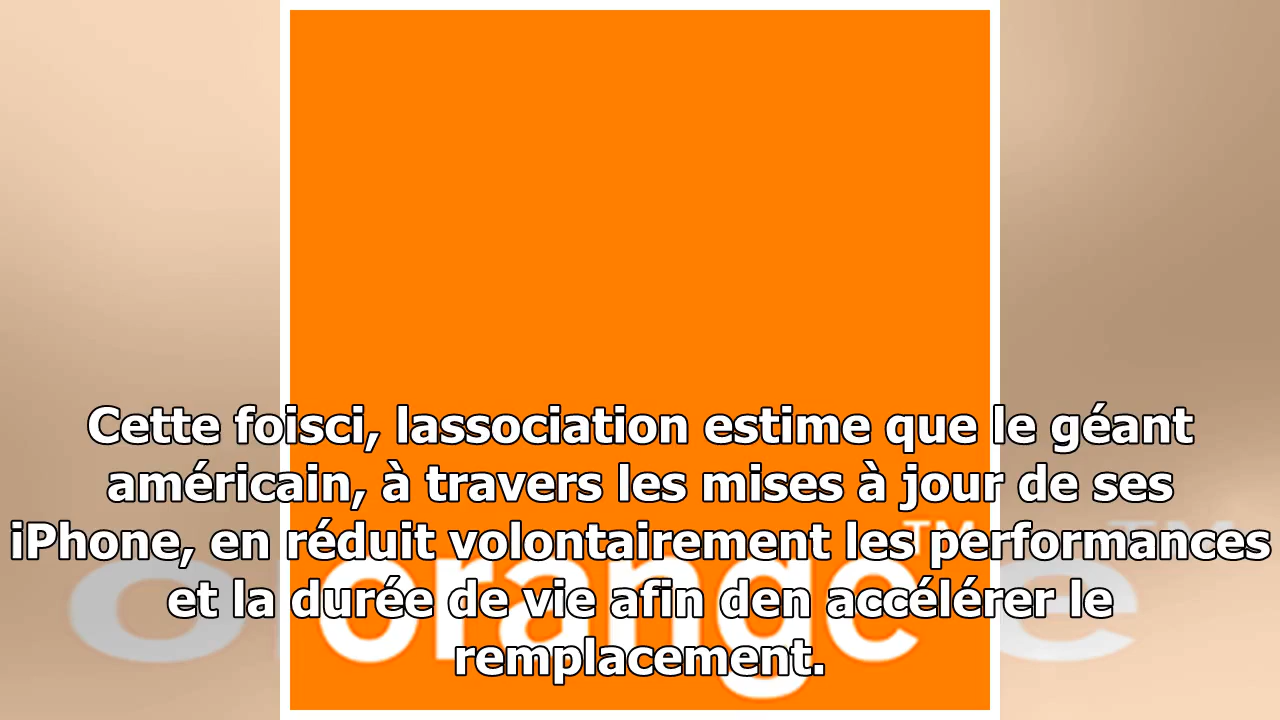 Cette foisci, lassociation estime que le géant
américain, à travers les mises à jour de ses
iPhone, en réduit volontairement les performances
et la durée de vie afin den accélérer le
remplacement.
orange™